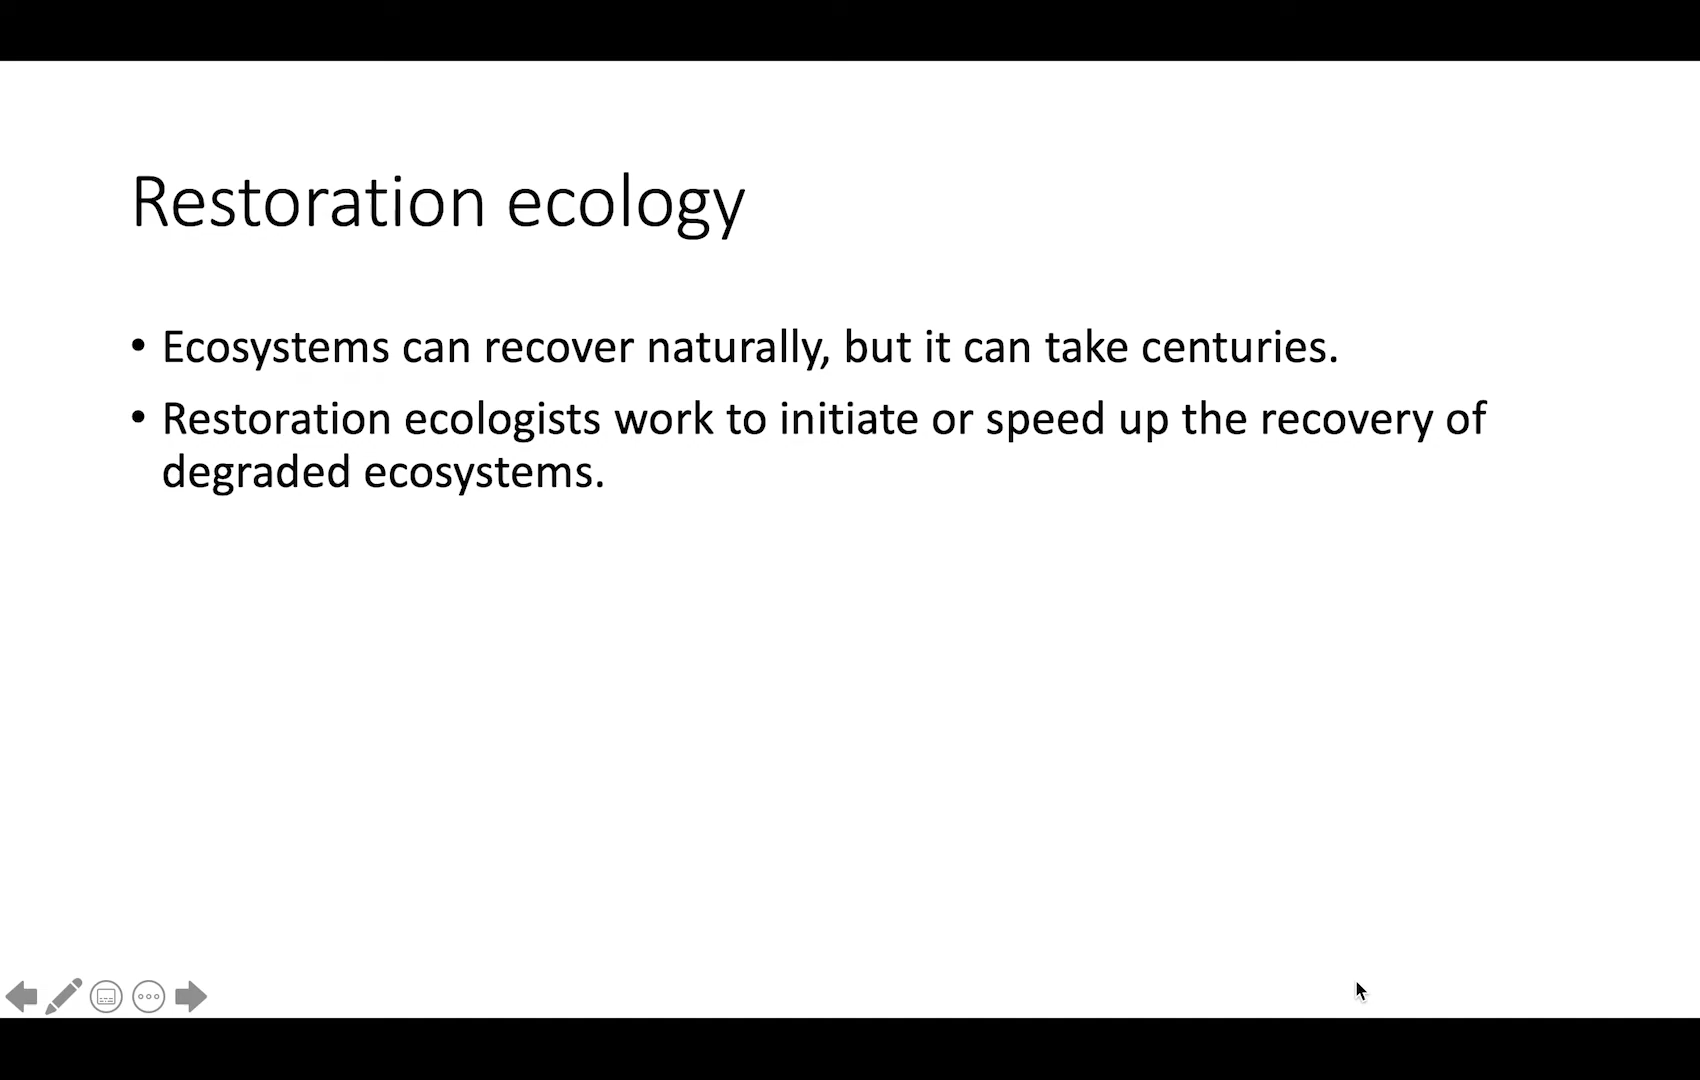 Restoration ecology
• Ecosystems can recover naturally, but it can take centuries.
• Restoration ecologists work to initiate or speed up the recovery of
degraded ecosystems.